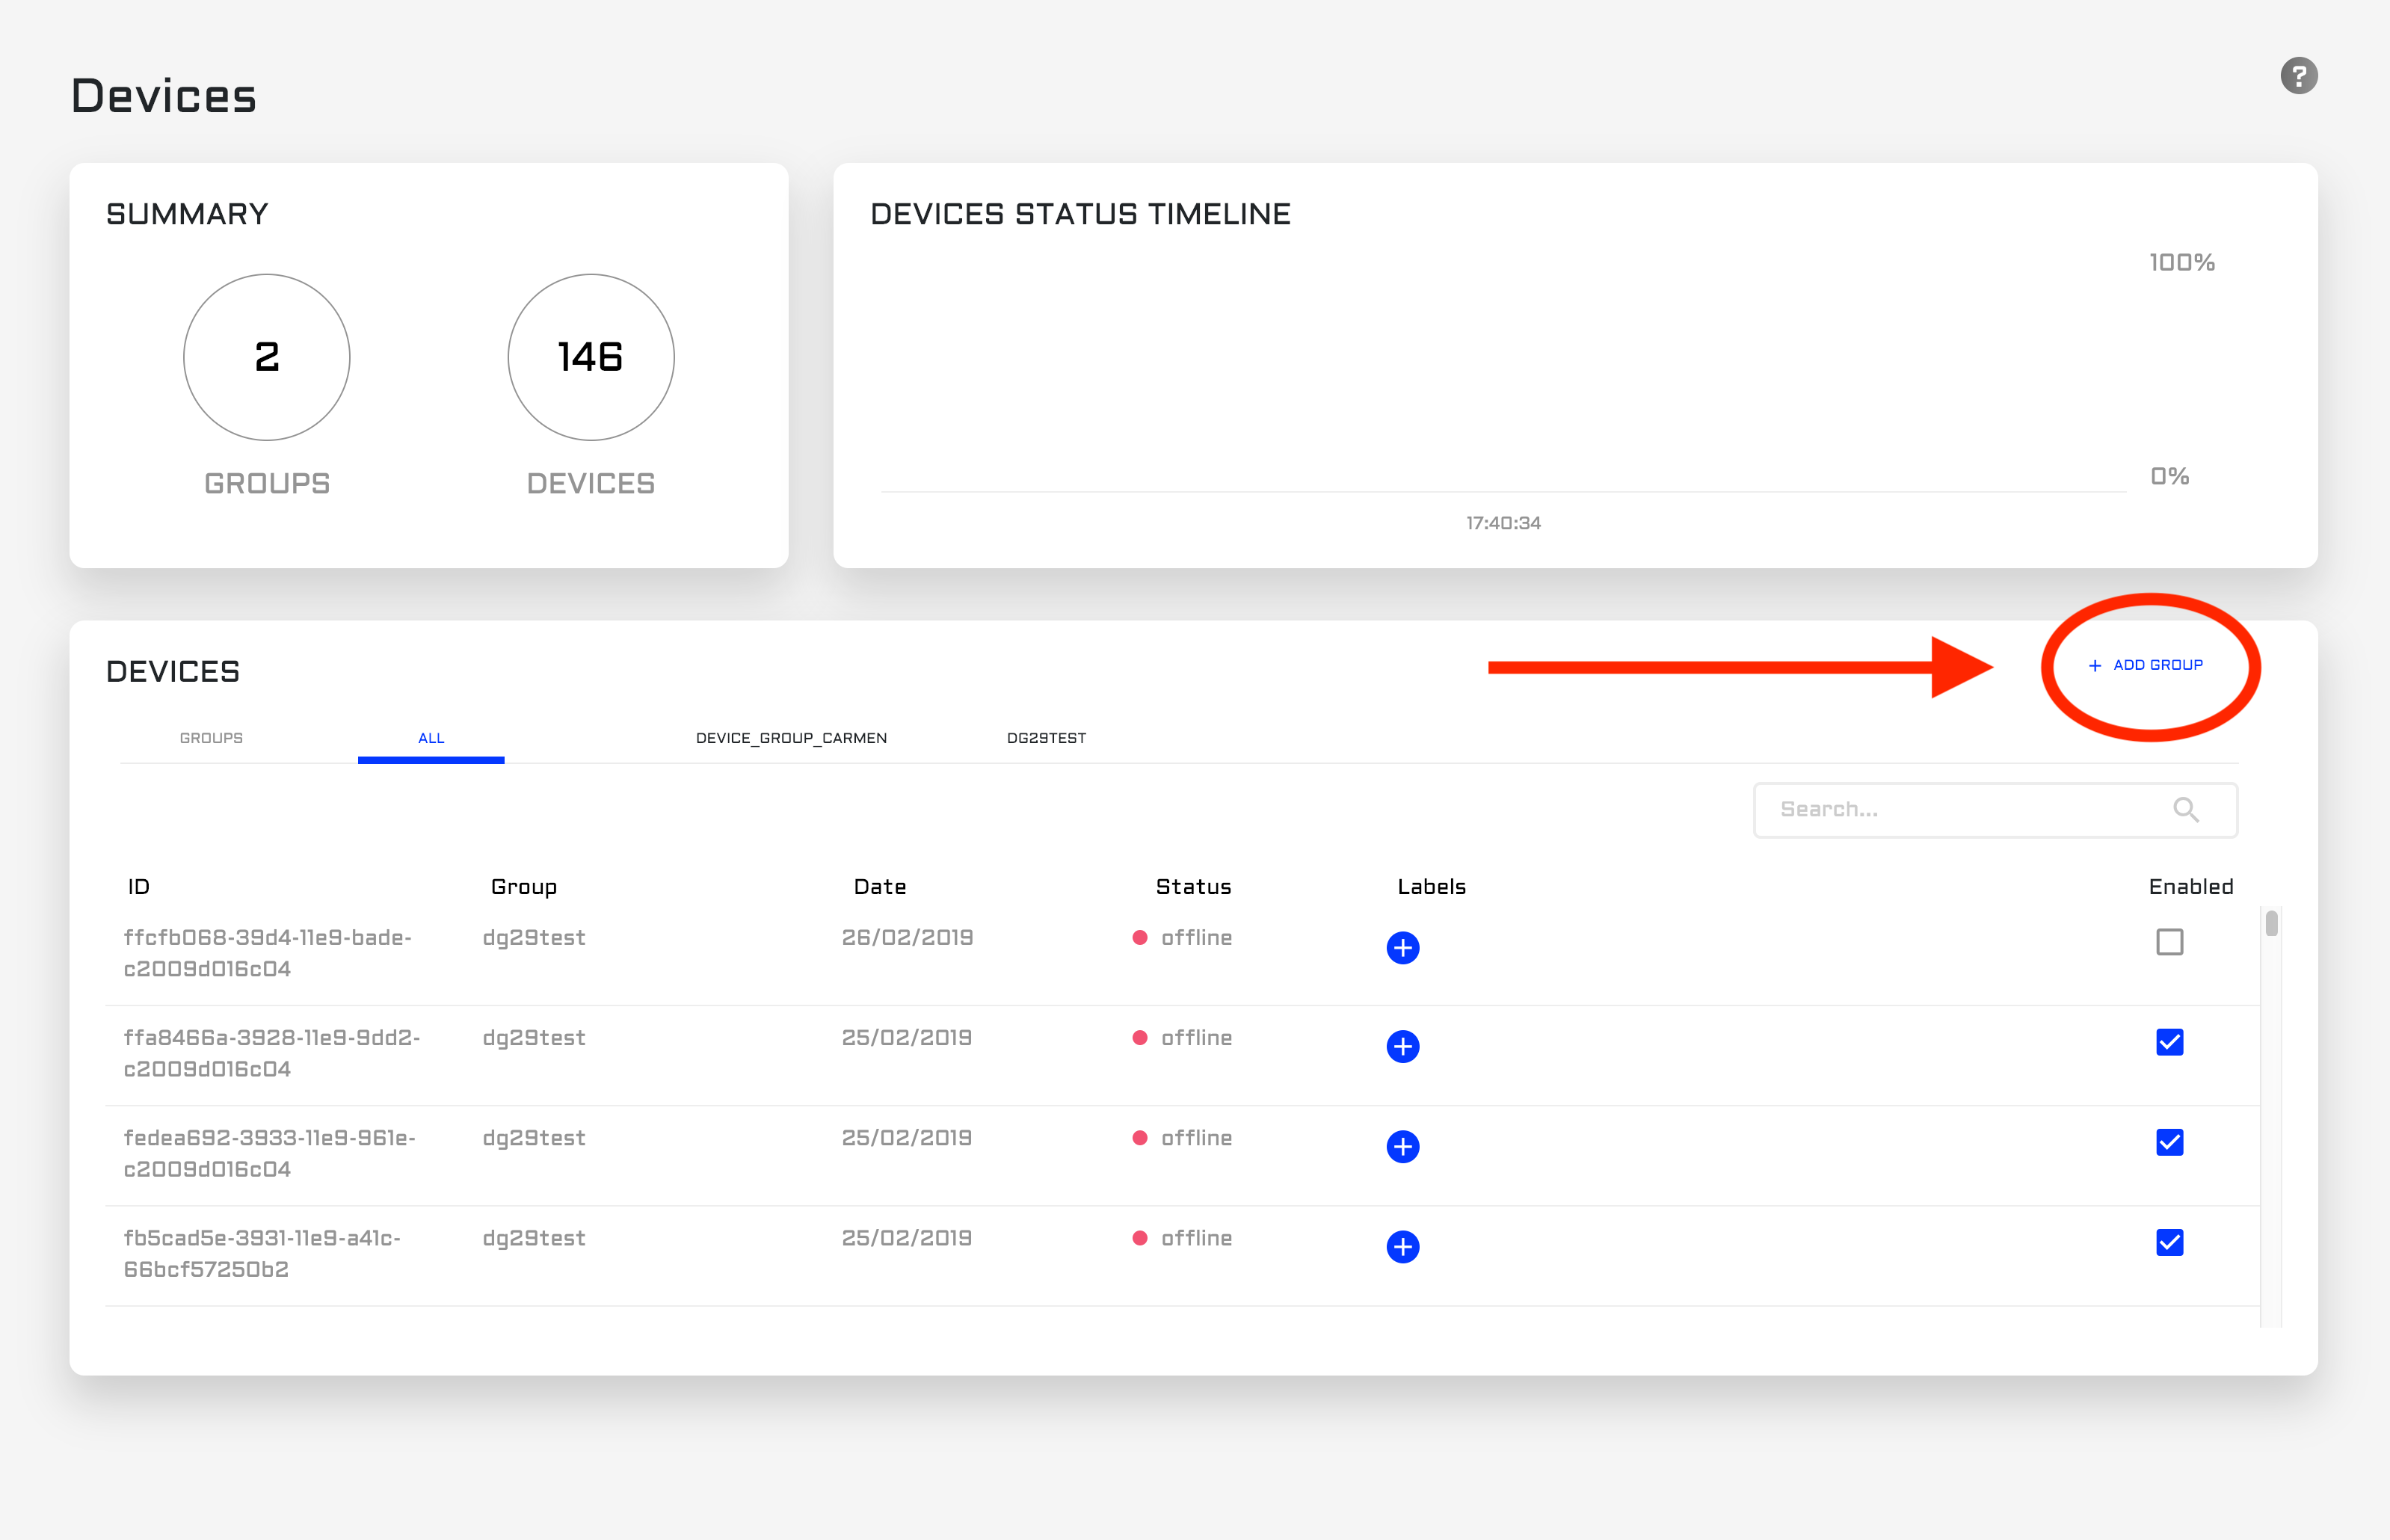 Devices
?
SUMMARY
2
146
GROUPS
DEVICES
DEVICES STATUS TIMELINE
100%
0%
17:40:34
DEVICES
+ ADD GROUP
GROUPS
ALL
DEVICE_GROUP_CARMEN
DG29TEST
Search...
ID
Group
Date
Status
Labels
Enabled
ffcfb068-39d4-11e9-bade-
c2009d016c04
dg29test
26/02/2019
offline
ffa8466a-3928-11e9-9dd2-
c2009d016c04
dg29test
25/02/2019
offline
fedea692-3933-11e9-961e-
c2009d016c04
dg29test
25/02/2019
offline
fb5cad5e-3931-11e9-a41c-
66bcf57250b2
dg29test
25/02/2019
offline